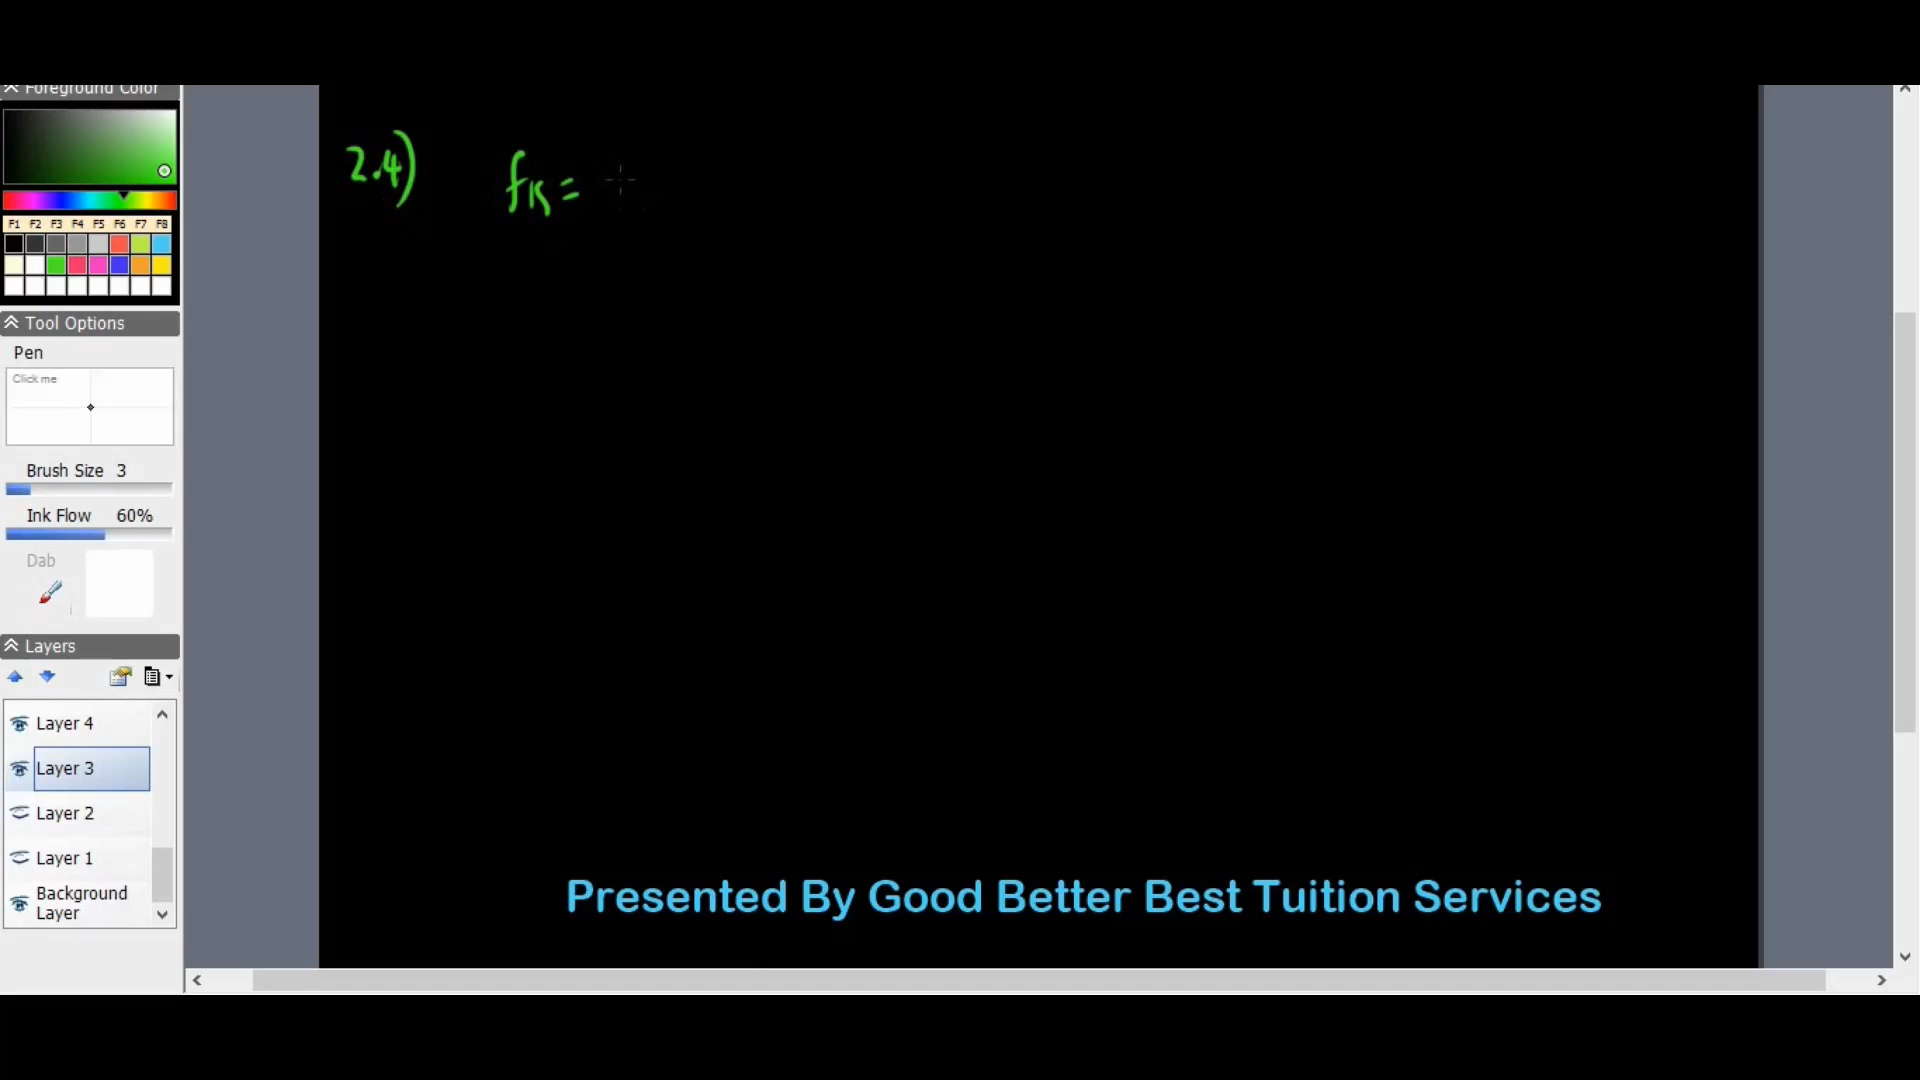 Foreground Color
2.4) fk =
F1 F2 F3 F4 F5 F6 F7 F8
Tool Options
Pen
Click me
Brush Size 3
Ink Flow 60%
Dab
Layers
Layer 4
Layer 3
Layer 2
Layer 1
Background
Layer
Presented By Good Better Best Tuition Services